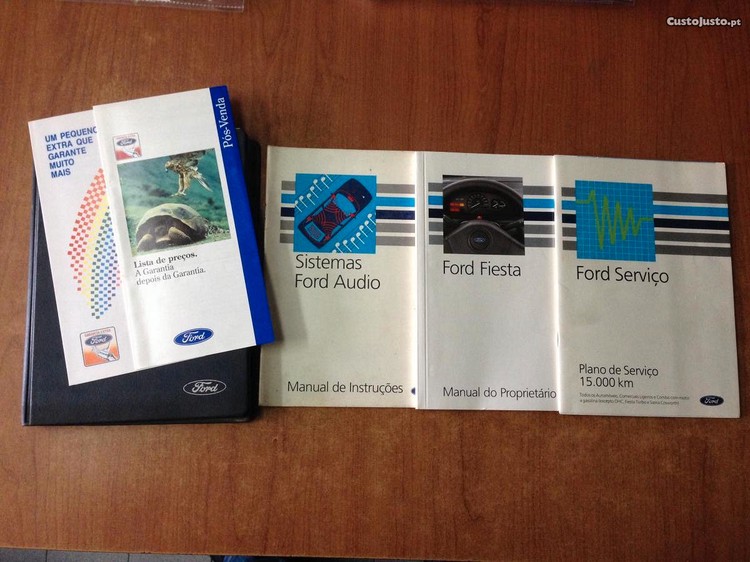 CustoJusto.pt
UM PEQUENO
EXTRA QUE
GARANTE
MUITO
MAIS
Ford
Pós-Venda
Ford
Lista de preços.
A Garantia
depois da Garantia.
Ford
Ford
Sistemas
Ford Audio
Manual de Instruções
Ford Fiesta
Manual do Proprietário
Ford Serviço
Plano de Serviço
15.000 km
Ford